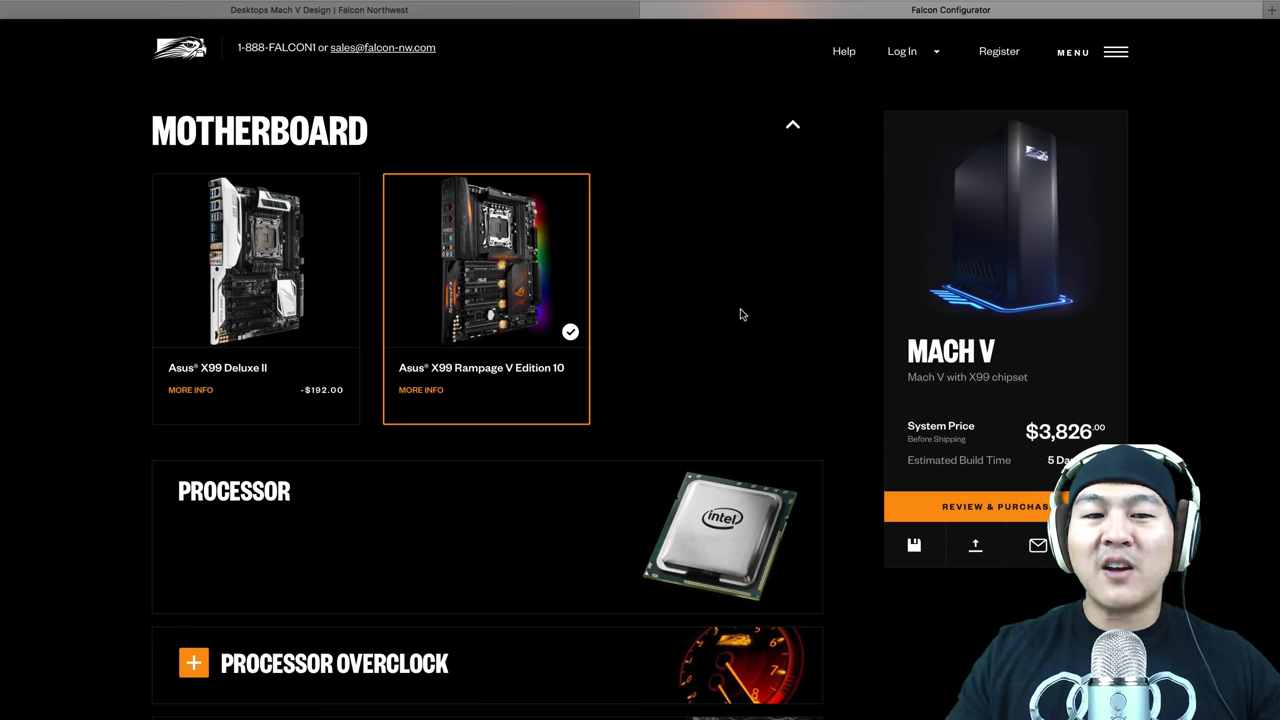 Desktops Mach V Design | Falcon Northwest
Falcon Configurator
1-888-FALCON1 or sales@falcon-nw.com
Help
Log In
Register
MENU
MOTHERBOARD
Asus® X99 Deluxe II
MORE INFO
-$192.00
Asus® X99 Rampage V Edition 10
MORE INFO
MACH V
Mach V with X99 chipset
System Price
Before Shipping
$3,826.00
Estimated Build Time
5 Da
REVIEW & PURCHAS
PROCESSOR
intel
PROCESSOR OVERCLOCK